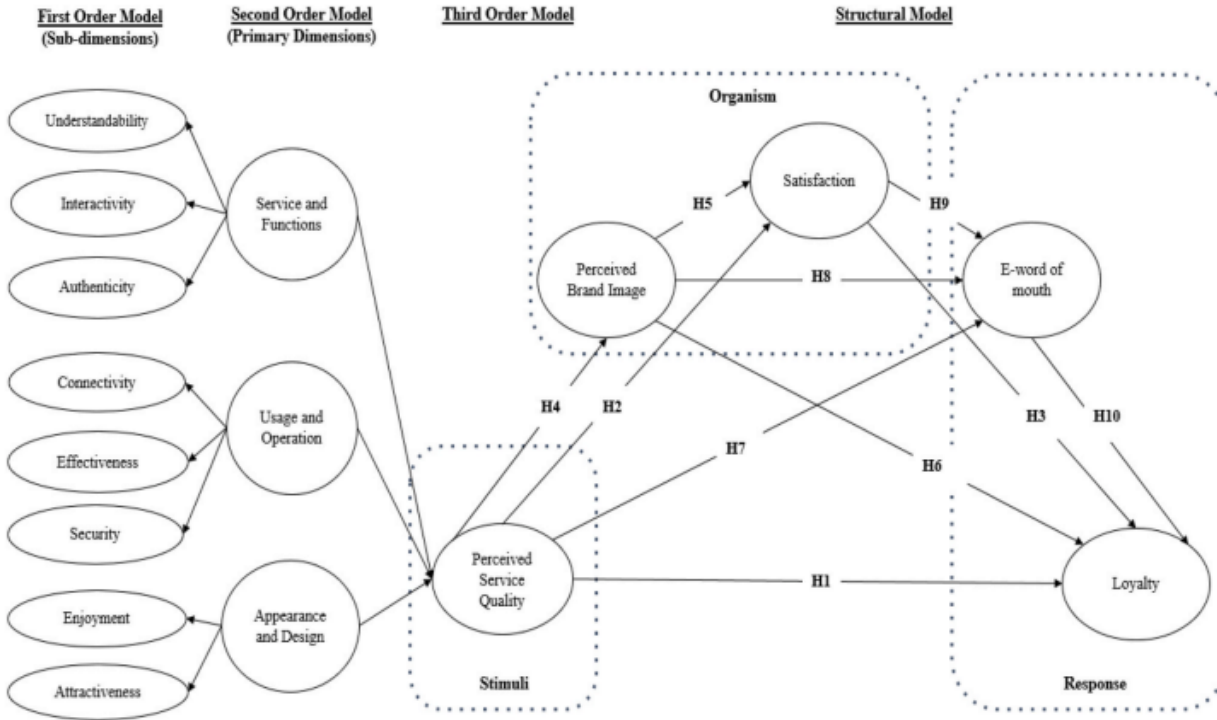 First Order Model
(Sub-dimensions)
Second Order Model
(Primary Dimensions)
Third Order Model
Structural Model
Understandability
Interactivity
Authenticity
Connectivity
Effectiveness
Security
Enjoyment
Attractiveness
Service and
Functions
Usage and
Operation
Appearance
and Design
Perceived
Service
Quality
Stimuli
Organism
Perceived
Brand Image
Satisfaction
E-word of
mouth
Loyalty
Response
H5
H9
H8
H4
H2
H7
H6
H3
H10
H1